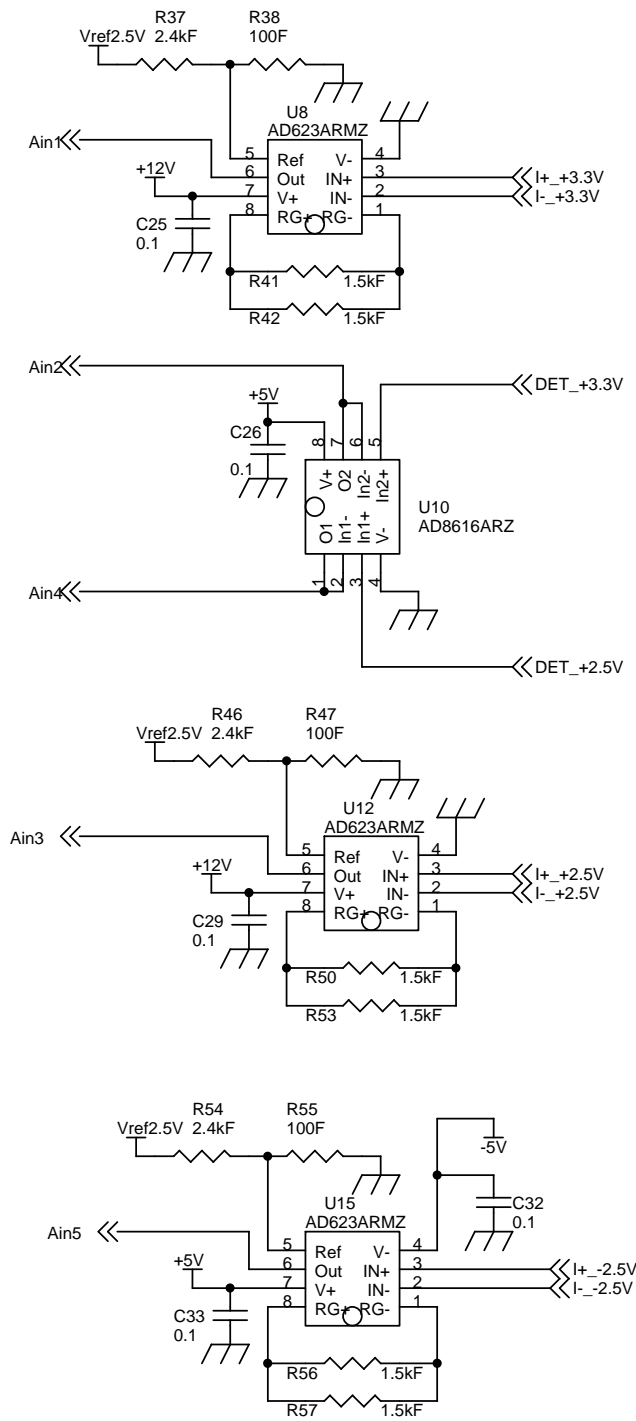 R37 R38
Vref2.5V 2.4kF 100F
U8
AD623ARMZ
Ain1
5 Ref V- 4
6 Out IN+ 3 I+_+3.3V
+12V 7 V+ IN- 2 I-_+3.3V
8 RG+ RG- 1
C25
0.1
R41 1.5kF
R42 1.5kF
Ain2
+5V DET_+3.3V
C26
0.1
8 7 6 5
V+ O2 In2- In2+
U10
AD8616ARZ
O1 In1- In1+ V-
1 2 3 4
Ain4
DET_+2.5V
R46 R47
Vref2.5V 2.4kF 100F
U12
AD623ARMZ
Ain3
5 Ref V- 4
6 Out IN+ 3 I+_+2.5V
+12V 7 V+ IN- 2 I-_+2.5V
8 RG+ RG- 1
C29
0.1
R50 1.5kF
R53 1.5kF
R54 R55
Vref2.5V 2.4kF 100F
-5V
U15
AD623ARMZ
C32
0.1
Ain5
5 Ref V- 4
6 Out IN+ 3 I+_-2.5V
+5V 7 V+ IN- 2 I-_-2.5V
8 RG+ RG- 1
C33
0.1
R56 1.5kF
R57 1.5kF